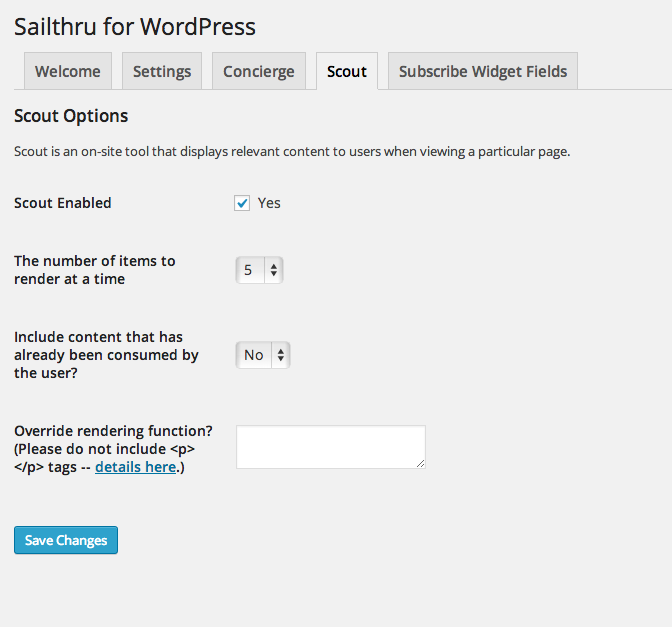 Sailthru for WordPress
Welcome
Settings
Concierge
Scout
Subscribe Widget Fields
Scout Options
Scout is an on-site tool that displays relevant content to users when viewing a particular page.
Scout Enabled
Yes
The number of items to
render at a time
5
Include content that has
already been consumed by
the user?
No
Override rendering function?
(Please do not include <p>
</p> tags -- details here.)
Save Changes